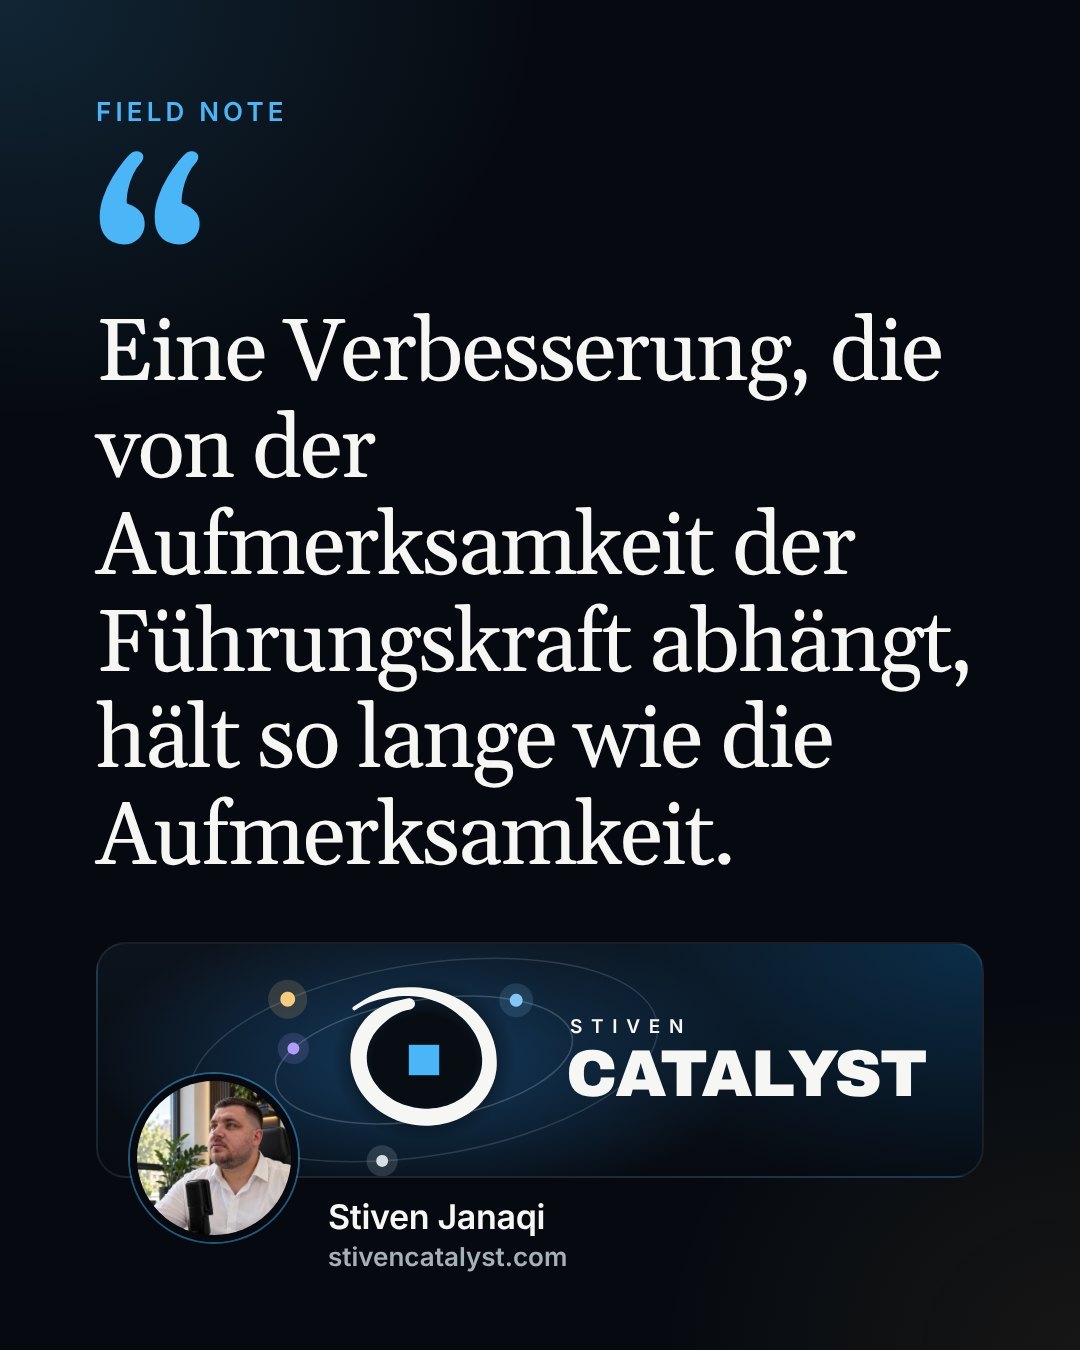 FIELD NOTE
“
Eine Verbesserung, die
von der
Aufmerksamkeit der
Führungskraft abhängt,
hält so lange wie die
Aufmerksamkeit.
STIVEN
CATALYST
Stiven Janaqi
stivencatalyst.com